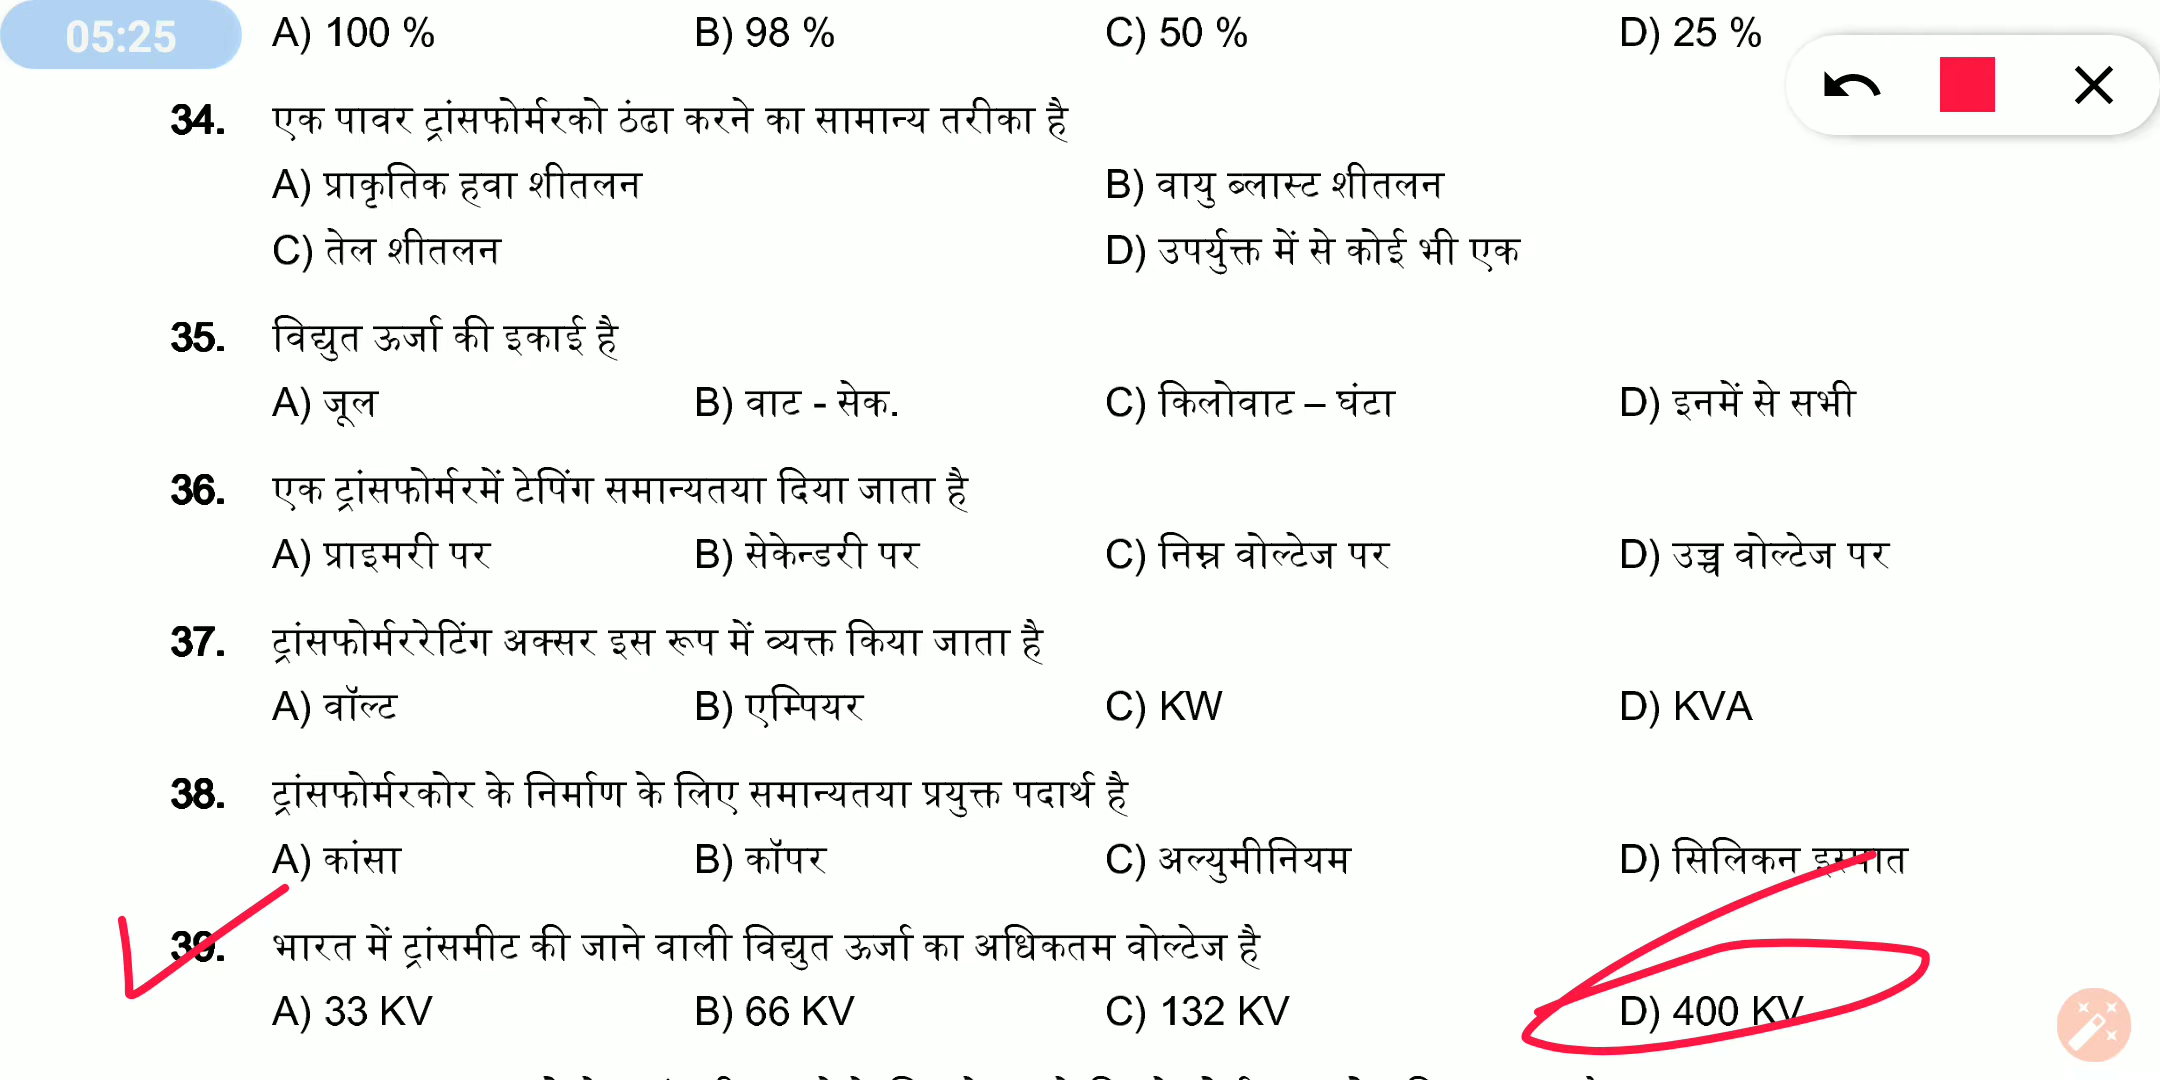 05:25
A) 100 % B) 98 % C) 50 % D) 25 %
34. एक पावर ट्रांसफोर्मरको ठंढा करने का सामान्य तरीका है
A) प्राकृतिक हवा शीतलन B) वायु ब्लास्ट शीतलन
C) तेल शीतलन D) उपर्युक्त में से कोई भी एक
35. विद्युत ऊर्जा की इकाई है
A) जूल B) वाट - सेक. C) किलोवाट – घंटा D) इनमें से सभी
36. एक ट्रांसफोर्मरमें टेपिंग समान्यतया दिया जाता है
A) प्राइमरी पर B) सेकेन्डरी पर C) निम्न वोल्टेज पर D) उच्च वोल्टेज पर
37. ट्रांसफोर्मररेटिंग अक्सर इस रूप में व्यक्त किया जाता है
A) वॉल्ट B) एम्पियर C) KW D) KVA
38. ट्रांसफोर्मरकोर के निर्माण के लिए समान्यतया प्रयुक्त पदार्थ है
A) कांसा B) कॉपर C) अल्युमीनियम D) सिलिकन इस्पात
39. भारत में ट्रांसमीट की जाने वाली विद्युत ऊर्जा का अधिकतम वोल्टेज है
A) 33 KV B) 66 KV C) 132 KV D) 400 KV